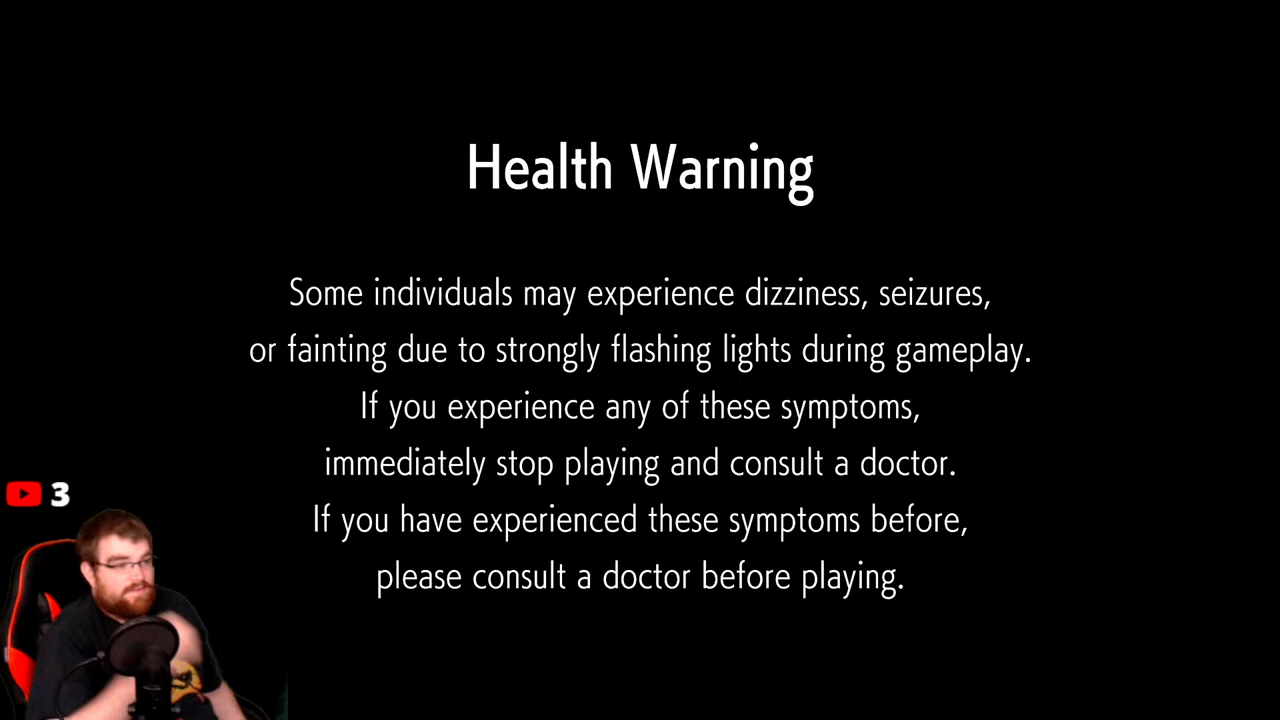 Health Warning
Some individuals may experience dizziness, seizures,
or fainting due to strongly flashing lights during gameplay.
If you experience any of these symptoms,
immediately stop playing and consult a doctor.
If you have experienced these symptoms before,
please consult a doctor before playing.
3